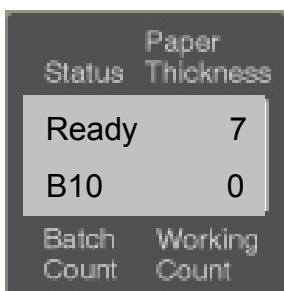 Paper
Status Thickness
Ready 7
B10 0
Batch Working
Count Count